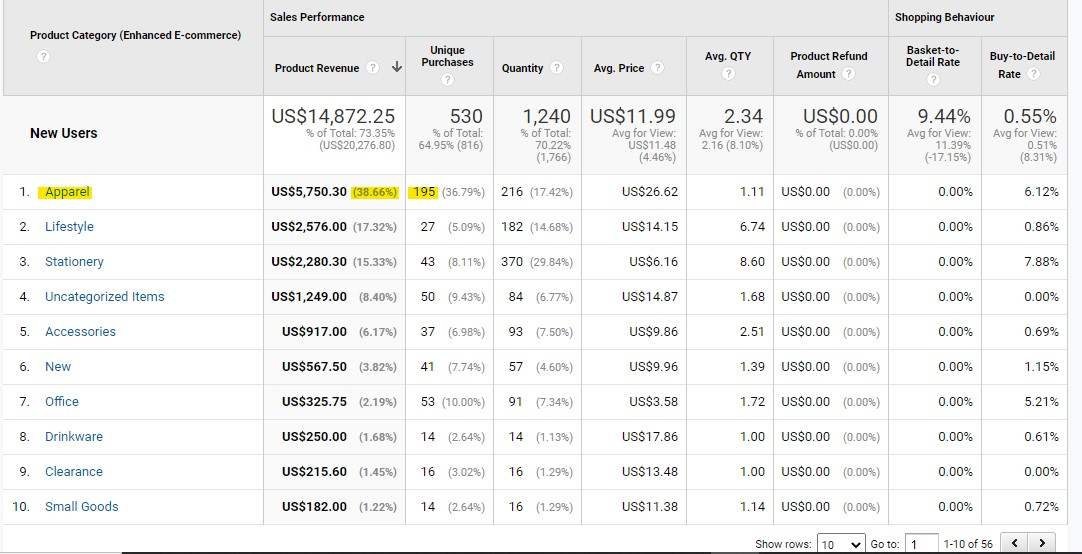 Sales Performance Shopping Behaviour
Product Category (Enhanced E-commerce) ?
Product Revenue ? ↓ Unique Purchases ? Quantity ? Avg. Price ? Avg. QTY ? Product Refund Amount ? Basket-to-Detail Rate ? Buy-to-Detail Rate ?
New Users
US$14,872.25 530 1,240 US$11.99 2.34 US$0.00 9.44% 0.55%
% of Total: 73.35% % of Total: % of Total: Avg for View: Avg for View: % of Total: 0.00% Avg for View: Avg for View:
(US$20,276.80) 64.95% (816) 70.22% US$11.48 2.16 (8.10%) (US$0.00) 11.39% 0.51%
(1,766) (4.46%) (-17.15%) (8.31%)
1. Apparel US$5,750.30 (38.66%) 195 (36.79%) 216 (17.42%) US$26.62 1.11 US$0.00 (0.00%) 0.00% 6.12%
2. Lifestyle US$2,576.00 (17.32%) 27 (5.09%) 182 (14.68%) US$14.15 6.74 US$0.00 (0.00%) 0.00% 0.86%
3. Stationery US$2,280.30 (15.33%) 43 (8.11%) 370 (29.84%) US$6.16 8.60 US$0.00 (0.00%) 0.00% 7.88%
4. Uncategorized Items US$1,249.00 (8.40%) 50 (9.43%) 84 (6.77%) US$14.87 1.68 US$0.00 (0.00%) 0.00% 0.00%
5. Accessories US$917.00 (6.17%) 37 (6.98%) 93 (7.50%) US$9.86 2.51 US$0.00 (0.00%) 0.00% 0.69%
6. New US$567.50 (3.82%) 41 (7.74%) 57 (4.60%) US$9.96 1.39 US$0.00 (0.00%) 0.00% 1.15%
7. Office US$325.75 (2.19%) 53 (10.00%) 91 (7.34%) US$3.58 1.72 US$0.00 (0.00%) 0.00% 5.21%
8. Drinkware US$250.00 (1.68%) 14 (2.64%) 14 (1.13%) US$17.86 1.00 US$0.00 (0.00%) 0.00% 0.61%
9. Clearance US$215.60 (1.45%) 16 (3.02%) 16 (1.29%) US$13.48 1.00 US$0.00 (0.00%) 0.00% 0.00%
10. Small Goods US$182.00 (1.22%) 14 (2.64%) 16 (1.29%) US$11.38 1.14 US$0.00 (0.00%) 0.00% 0.72%
Show rows: 10 Go to: 1 1-10 of 56 < >